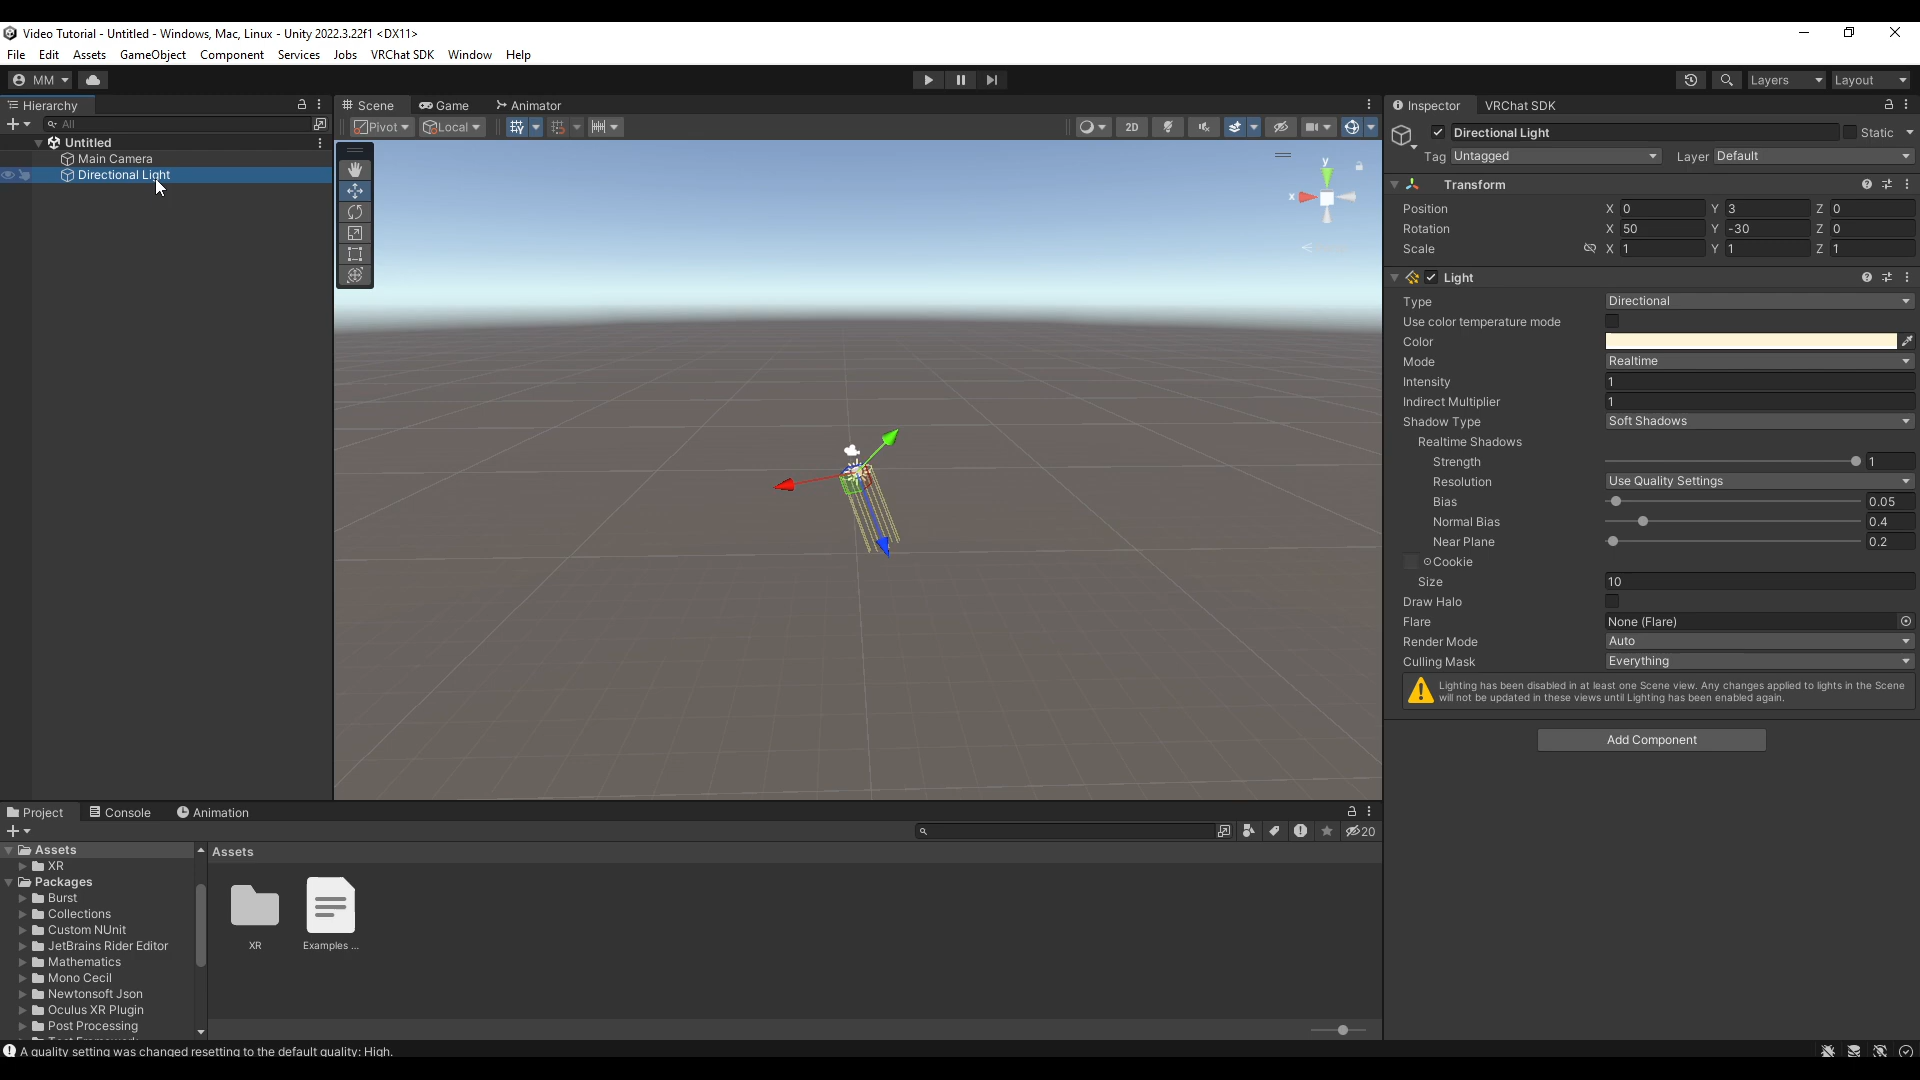 Video Tutorial - Untitled - Windows, Mac, Linux - Unity 2022.3.22f1 <DX11>
File Edit Assets GameObject Component Services Jobs VRChat SDK Window Help
MM
Layers Layout
Hierarchy
All
Untitled
Main Camera
Directional Light
Scene Game Animator
Pivot Local
2D
y
x
Inspector VRChat SDK
Directional Light Static
Tag Untagged Layer Default
Transform
Position X 0 Y 3 Z 0
Rotation X 50 Y -30 Z 0
Scale X 1 Y 1 Z 1
Light
Type Directional
Use color temperature mode
Color
Mode Realtime
Intensity 1
Indirect Multiplier 1
Shadow Type Soft Shadows
Realtime Shadows
Strength 1
Resolution Use Quality Settings
Bias 0.05
Normal Bias 0.4
Near Plane 0.2
Cookie
Size 10
Draw Halo
Flare None (Flare)
Render Mode Auto
Culling Mask Everything
Lighting has been disabled in at least one Scene view. Any changes applied to lights in the Scene
will not be updated in these views until Lighting has been enabled again.
Add Component
Project Console Animation
20
Assets
XR
Packages
Burst
Collections
Custom NUnit
JetBrains Rider Editor
Mathematics
Mono Cecil
Newtonsoft Json
Oculus XR Plugin
Post Processing
Assets
XR
Examples ...
A quality setting was changed resetting to the default quality: High.